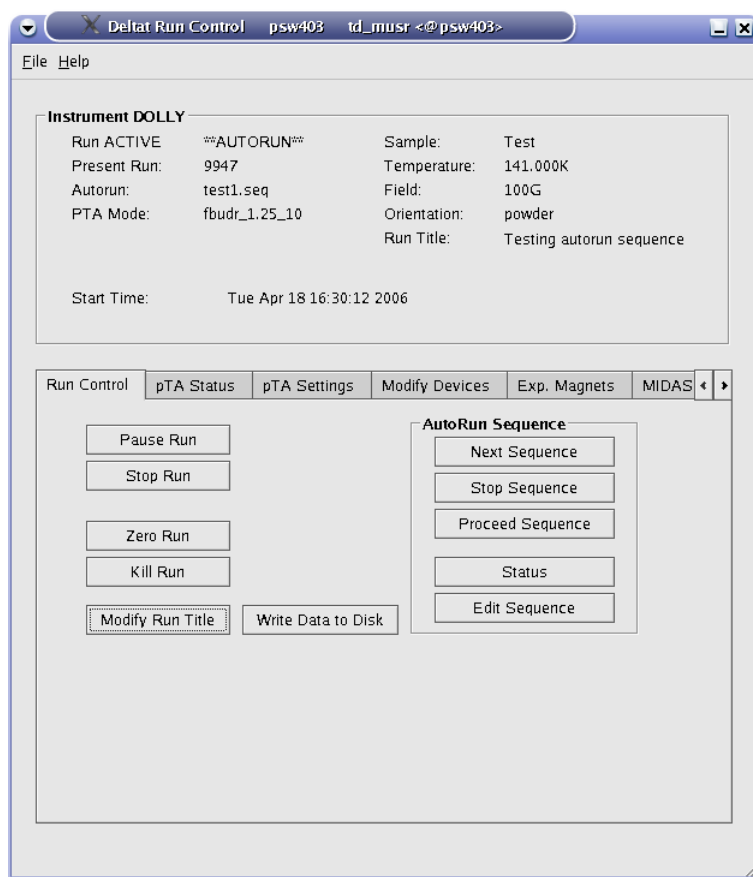 Deltat Run Control psw403 td_musr <@psw403>
File Help
Instrument DOLLY
Run ACTIVE **AUTORUN** Sample: Test
Present Run: 9947 Temperature: 141.000K
Autorun: test1.seq Field: 100G
PTA Mode: fbudr_1.25_10 Orientation: powder
Run Title: Testing autorun sequence
Start Time: Tue Apr 18 16:30:12 2006
Run Control pTA Status pTA Settings Modify Devices Exp. Magnets MIDAS
AutoRun Sequence
Pause Run Next Sequence
Stop Run Stop Sequence
Zero Run Proceed Sequence
Kill Run Status
Modify Run Title Write Data to Disk Edit Sequence